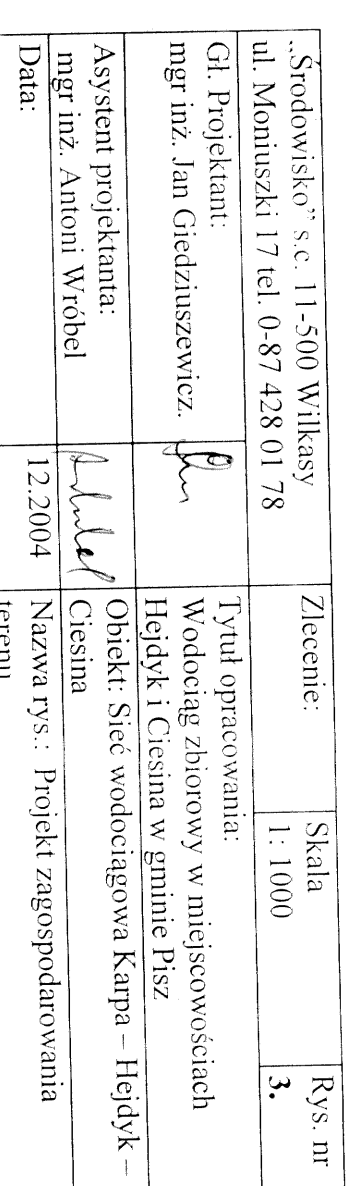 „Środowisko” s.c. 11-500 Wilkasy
ul. Moniuszki 17 tel. 0-87 428 01 78
Zlecenie:
Skala
1: 1000
Rys. nr
3.
Gł. Projektant:
mgr inż. Jan Giedziuszewicz.
Tytuł opracowania:
Wodociąg zbiorowy w miejscowościach
Hejdyk i Ciesina w gminie Pisz
Asystent projektanta:
mgr inż. Antoni Wróbel
Obiekt: Sieć wodociągowa Karpa – Hejdyk –
Ciesina
Data:
12.2004
Nazwa rys.: Projekt zagospodarowania
terenu